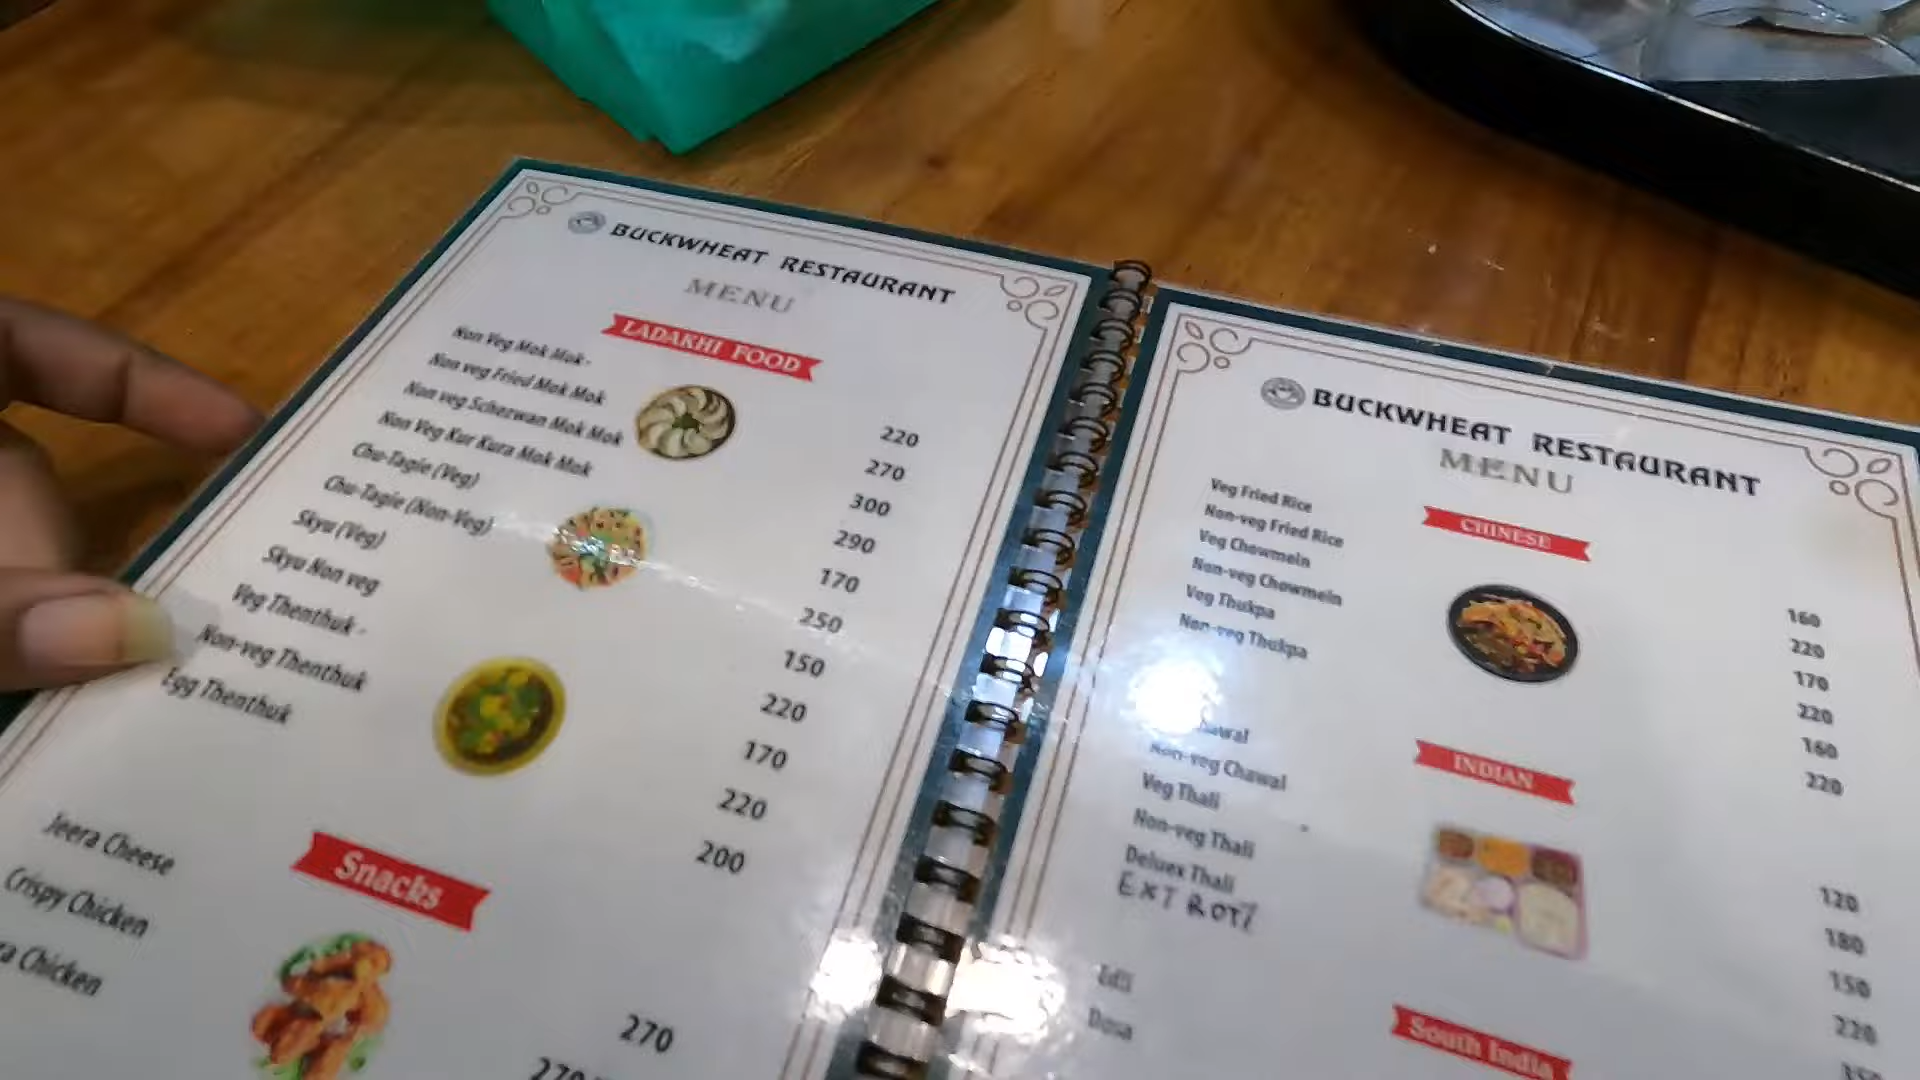 BUCKWHEAT RESTAURANT
MENU
LADAKHI FOOD
Non Veg Mok Mok - 220
Non veg Fried Mok Mok 270
Non veg Schezwan Mok Mok 300
Non Veg Kur Kura Mok Mok 290
Chu-Tagie (Veg) 170
Chu-Tagie (Non-Veg) 250
Skyu (Veg) 150
Skyu Non veg 220
Veg Thenthuk - 170
Non-veg Thenthuk 220
Egg Thenthuk 200
Snacks
Jeera Cheese 270
Crispy Chicken 270
Chicken
BUCKWHEAT RESTAURANT
MENU
CHINESE
Veg Fried Rice 160
Non-veg Fried Rice 220
Veg Chowmein 170
Non-veg Chowmein 220
Veg Thukpa 160
Non-veg Thukpa 220
INDIAN
120
Non-veg Chawal 180
Veg Thali 150
Non-veg Thali 220
Deluex Thali 350
EXT ROTI
South India
Idli
Dosa